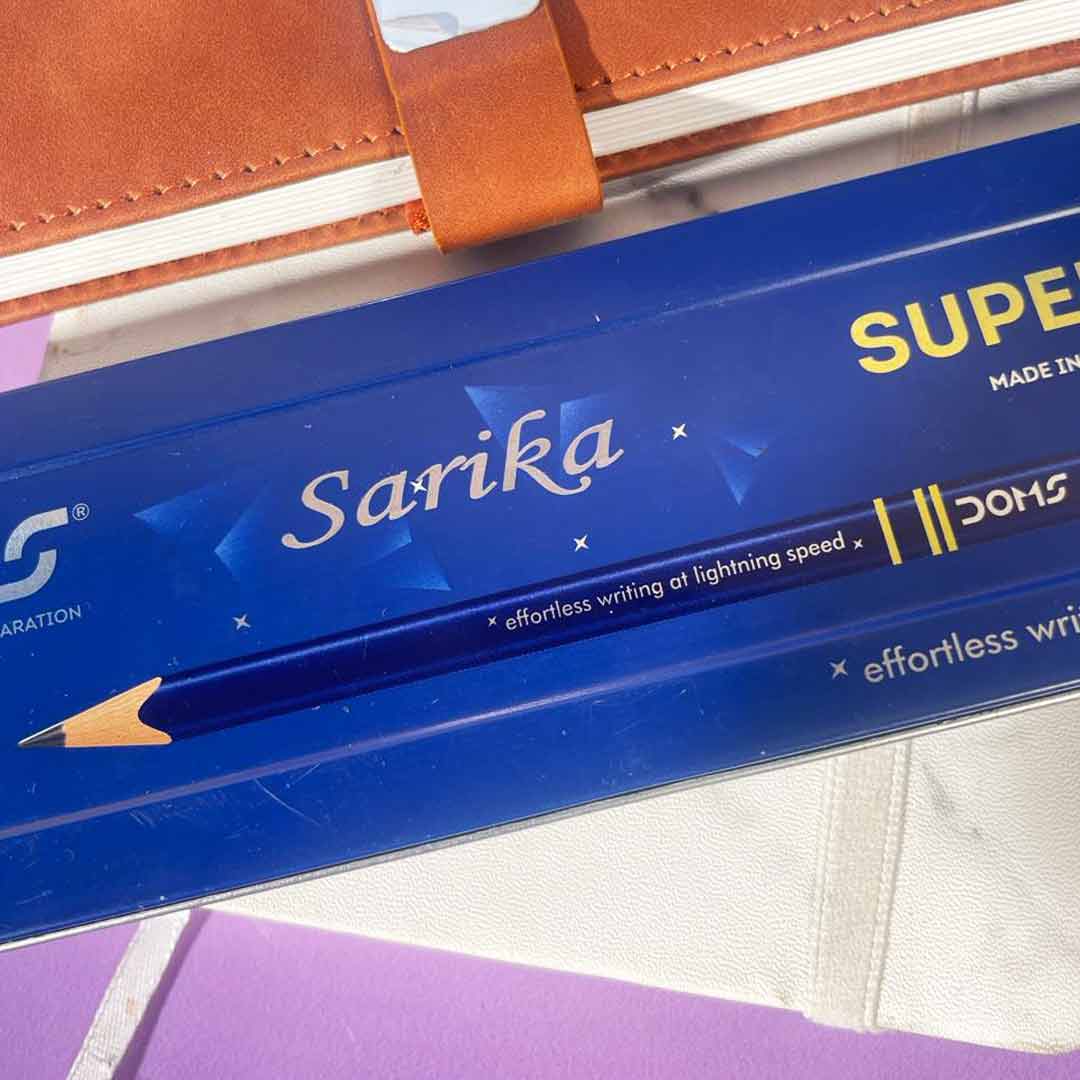 SUPE
MADE IN
Sarika
S®
ARATION
effortless writing at lightning speed × DOMS
effortless wri